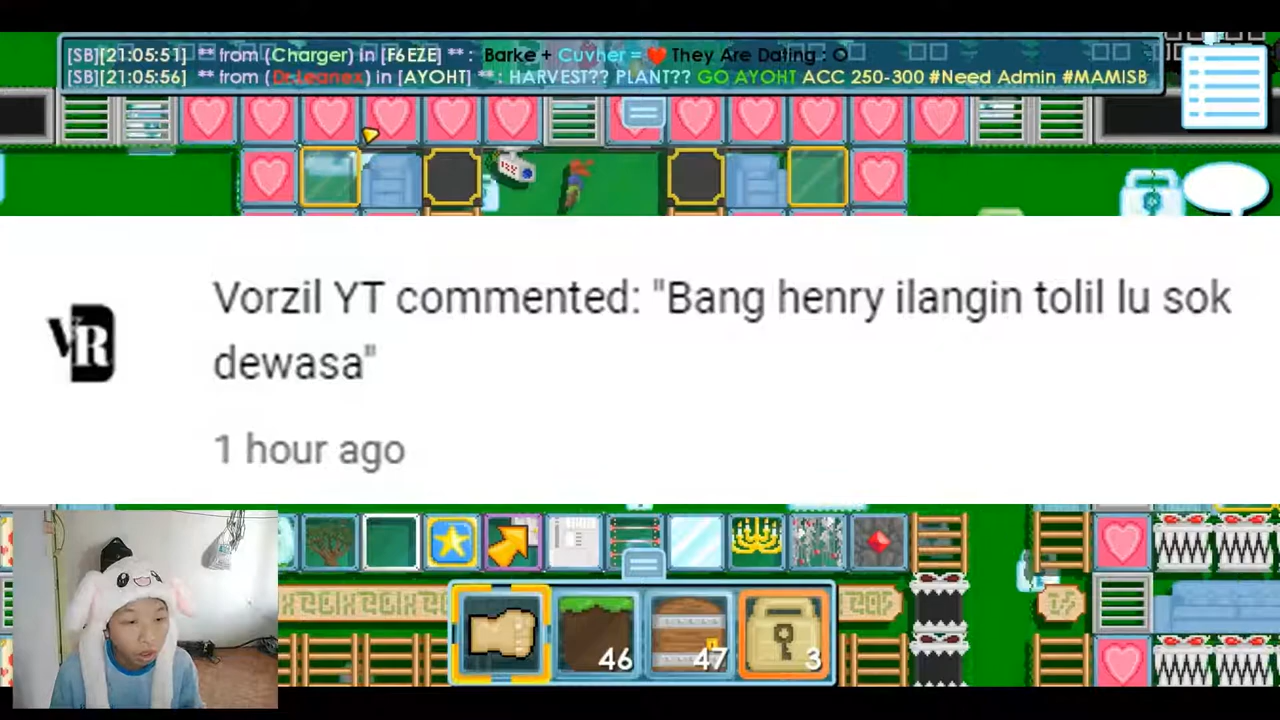 [SB][21:05:51] ** from (Charger) in [F6EZE] ** : Barke + Cuvher = ❤ They Are Dating : O
[SB][21:05:56] ** from (Dr.Leanex) in [AYOHT] ** : HARVEST?? PLANT?? GO AYOHT ACC 250-300 #Need Admin #MAMISB
VR
Vorzil YT commented: "Bang henry ilangin tolil lu sok
dewasa"
1 hour ago
46
47
3